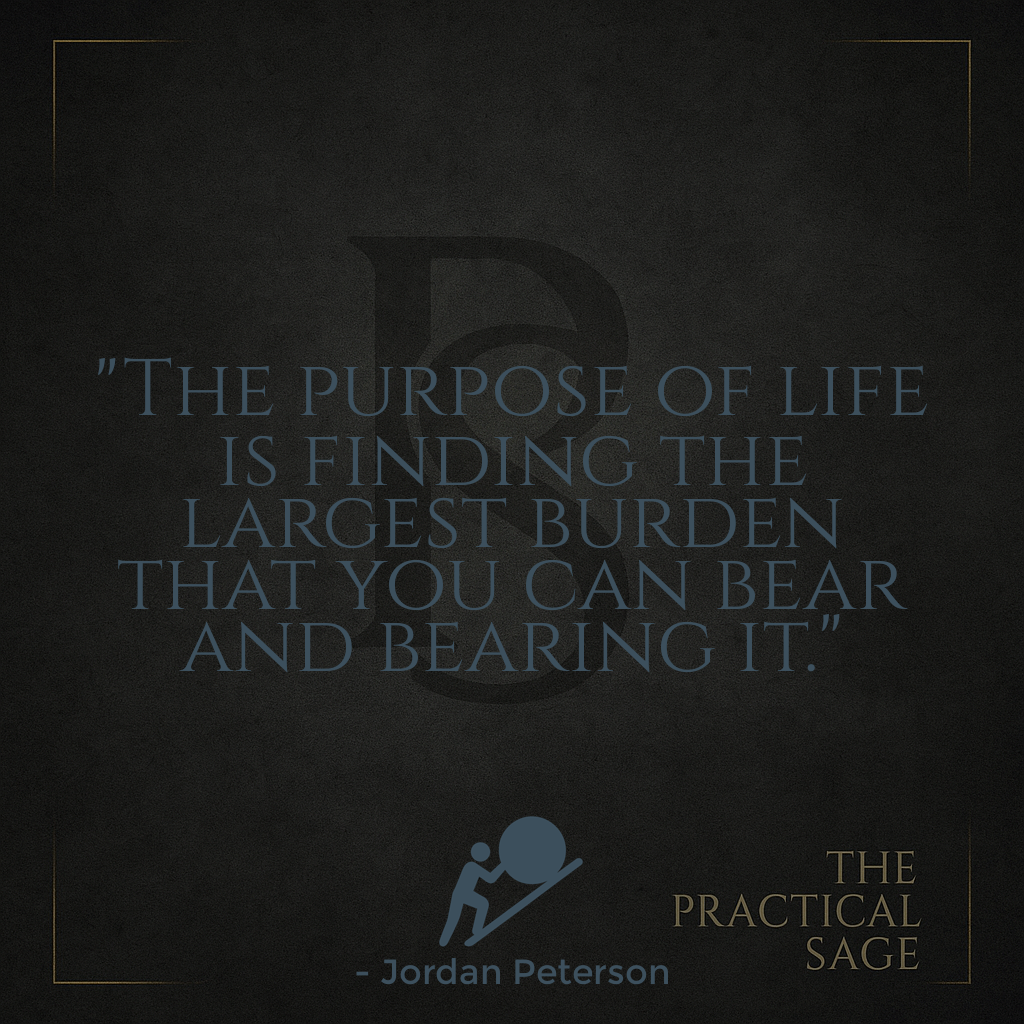 "The purpose of life
is finding the
largest burden
that you can bear
and bearing it."
- Jordan Peterson
THE
PRACTICAL
SAGE